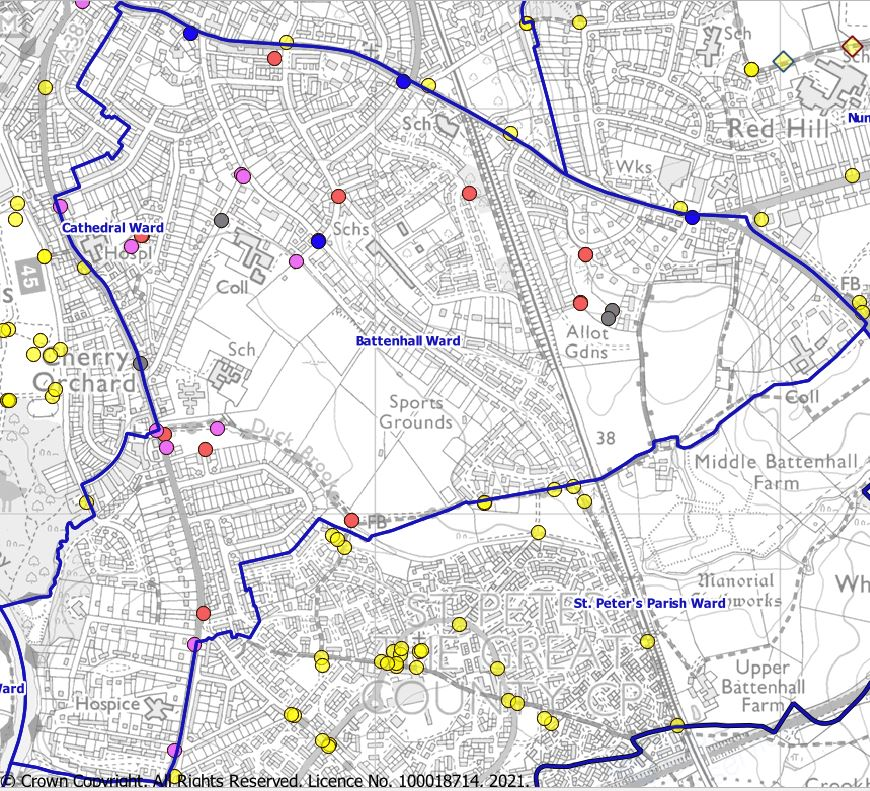 Sch
Ch
Red Hill
Nun
Sch
Wks
Cathedral Ward
Hospl
Schs
Coll
45
FB
Battenhall Ward
Allot
Gdns
Sch
Cherry
Orchard
Coll
Sports
Grounds
Duck Brook
38
Middle Battenhall
Farm
FB
Manorial
St. Peter's Parish Ward
Wh
ST PETER
THE GREAT
COUNTY CP
Upper
Battenhall
Farm
Ward
Hospice
© Crown Copyright. All Rights Reserved. Licence No. 100018714, 2021.